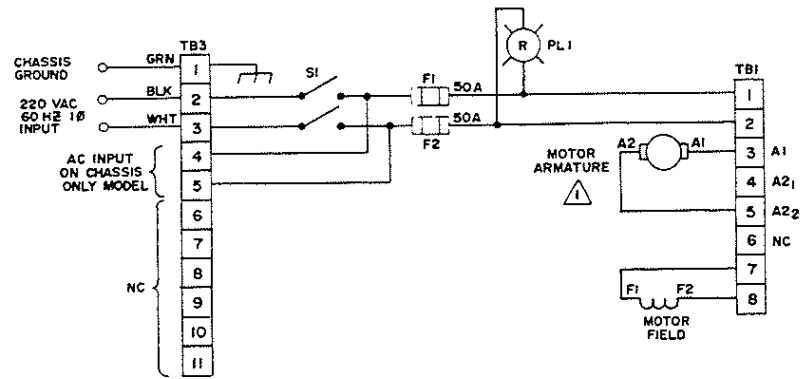 TB3
CHASSIS
GROUND
GRN
1
220 VAC
60 HZ 1Ø
INPUT
BLK
2
WHT
3
AC INPUT
ON CHASSIS
ONLY MODEL
4
5
NC
6
7
8
9
10
11
S1
F1
50A
50A
F2
R
PL1
MOTOR
ARMATURE
1
A2
A1
F1
F2
MOTOR
FIELD
TB1
1
2
3 A1
4 A2₁
5 A2₂
6 NC
7
8